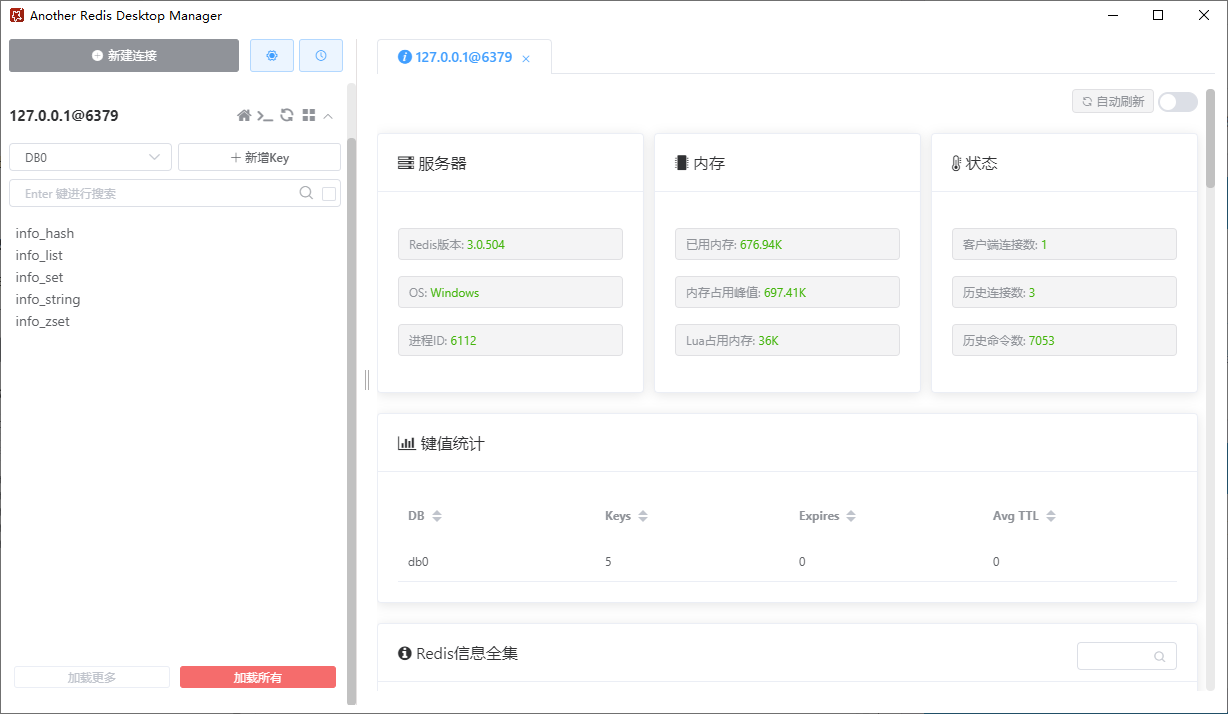 Another Redis Desktop Manager
新建连接
127.0.0.1@6379
DB0
新增Key
Enter 键进行搜索
info_hash
info_list
info_set
info_string
info_zset
加载更多
加载所有
127.0.0.1@6379
自动刷新
服务器
Redis版本: 3.0.504
OS: Windows
进程ID: 6112
内存
已用内存: 676.94K
内存占用峰值: 697.41K
Lua占用内存: 36K
状态
客户端连接数: 1
历史连接数: 3
历史命令数: 7053
键值统计
DB Keys Expires Avg TTL
db0 5 0 0
Redis信息全集